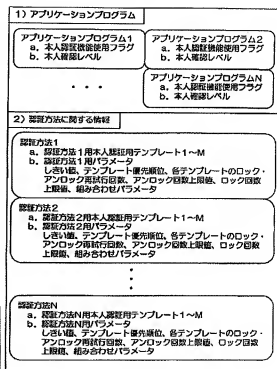 1) アプリケーションプログラム
アプリケーションプログラム1
a. 本人認証機能使用フラグ
b. 本人確認レベル
アプリケーションプログラム2
a. 本人認証機能使用フラグ
b. 本人確認レベル
・・・
アプリケーションプログラムN
a. 本人認証機能使用フラグ
b. 本人確認レベル
2) 認証方法に関する情報
認証方法1
a. 認証方法1用本人認証用テンプレート1〜M
b. 認証方法1用パラメータ
しきい値、テンプレート優先順位、各テンプレートのロック・
アンロック再試行回数、アンロック回数上限値、ロック回数
上限値、組み合わせパラメータ
認証方法2
a. 認証方法2用本人認証用テンプレート1〜M
b. 認証方法2用パラメータ
しきい値、テンプレート優先順位、各テンプレートのロック・
アンロック再試行回数、アンロック回数上限値、ロック回数
上限値、組み合わせパラメータ
・
・
・
認証方法N
a. 認証方法N用本人認証用テンプレート1〜M
b. 認証方法N用パラメータ
しきい値、テンプレート優先順位、各テンプレートのロック・
アンロック再試行回数、アンロック回数上限値、ロック回数
上限値、組み合わせパラメータ